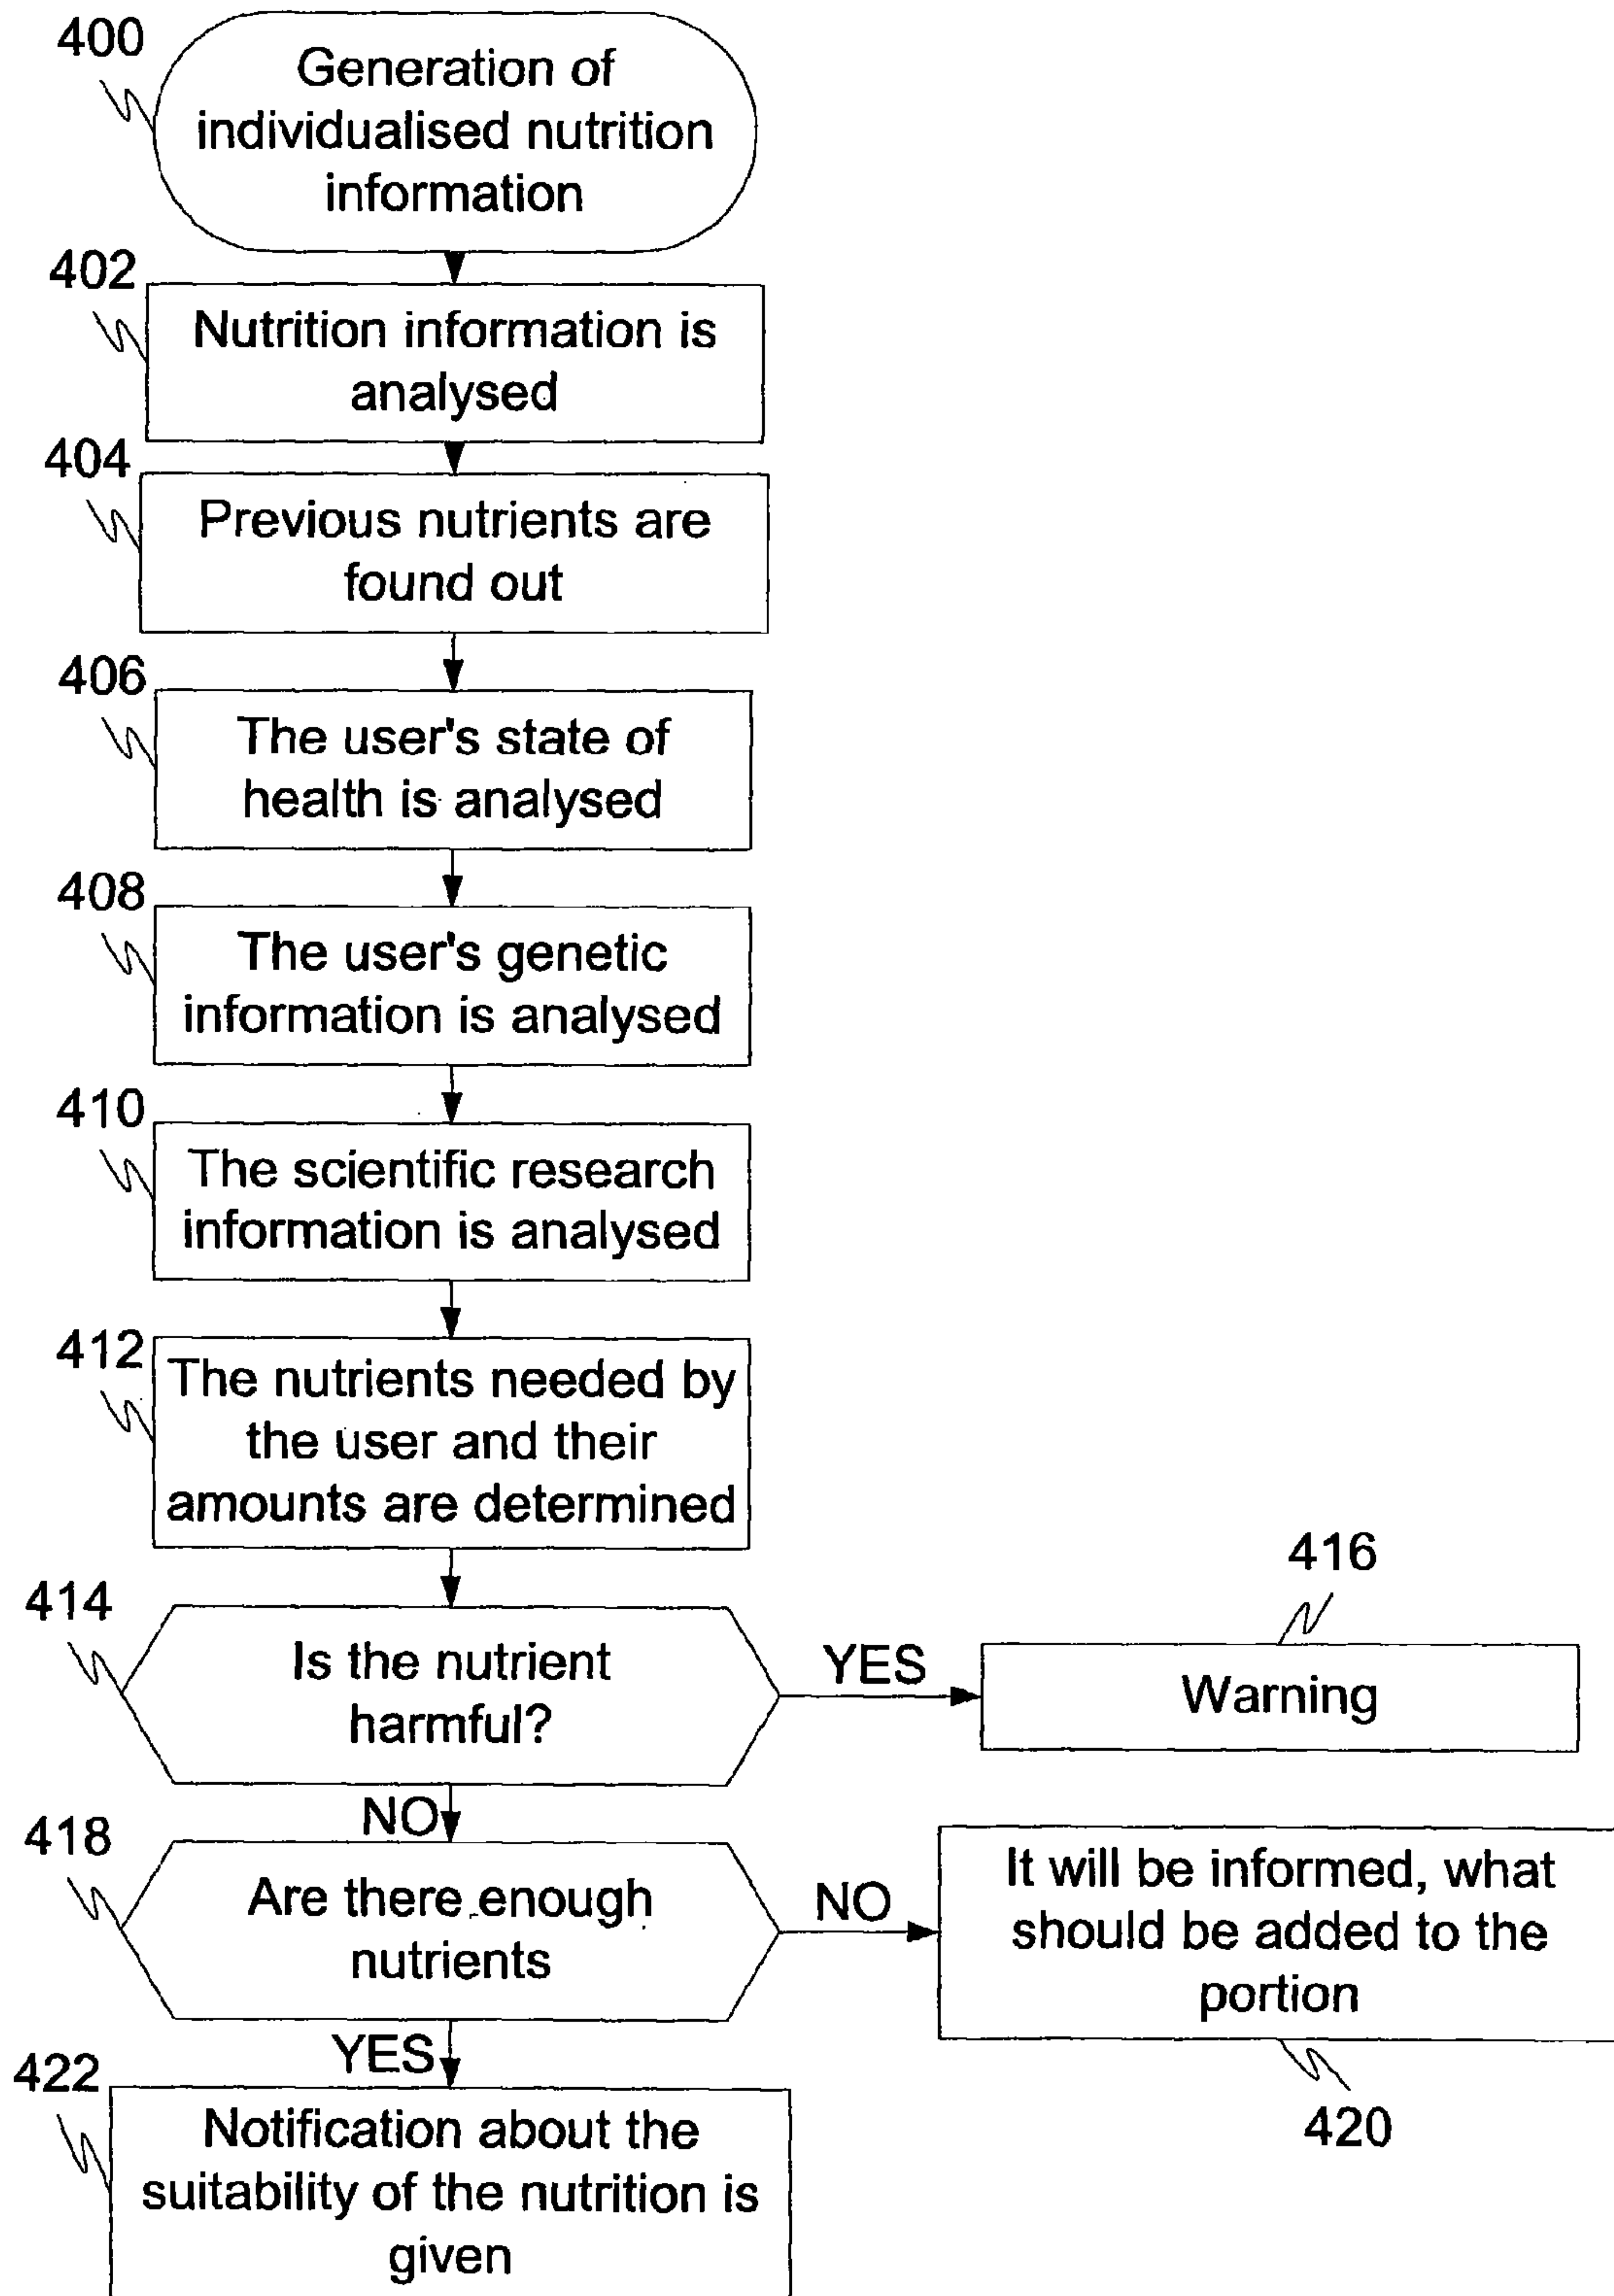 400
Generation of
individualised nutrition
information
402
Nutrition information is
analysed
404
Previous nutrients are
found out
406
The user's state of
health is analysed
408
The user's genetic
information is analysed
410
The scientific research
information is analysed
412
The nutrients needed by
the user and their
amounts are determined
414
Is the nutrient
harmful?
YES
416
Warning
NO
418
Are there enough
nutrients
NO
It will be informed, what
should be added to the
portion
420
YES
422
Notification about the
suitability of the nutrition is
given